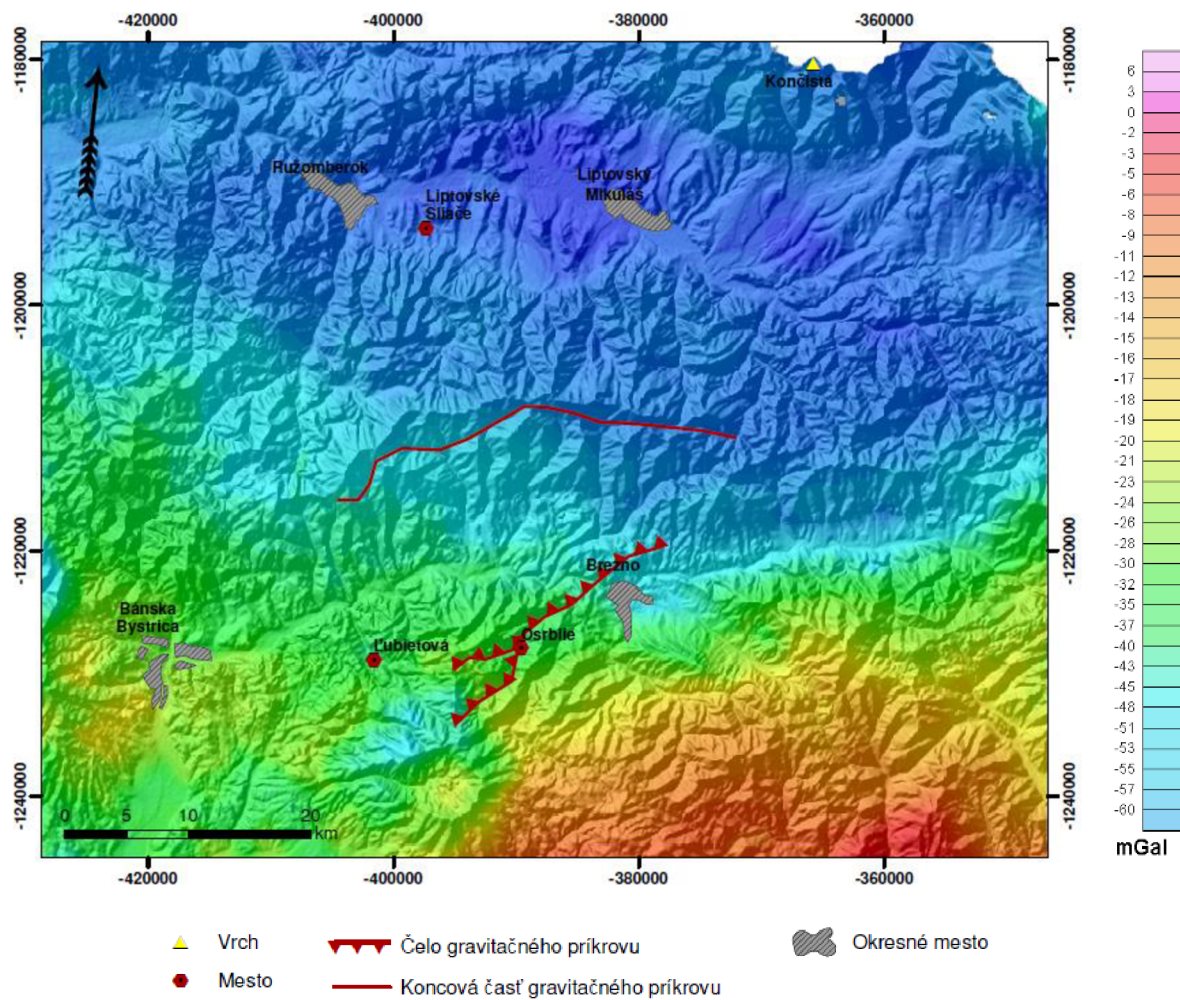 -420000
-400000
-380000
-360000
-1180000
-1180000
Končistá
Ružomberok
Liptovský
Mikuláš
Liptovské
Sliače
-1200000
-1200000
-1220000
-1220000
Brezno
Banská
Bystrica
Osrblie
Ľubietová
-1240000
-1240000
0 5 10 20
km
-420000
-400000
-380000
-360000
6
3
0
-2
-3
-5
-6
-8
-9
-11
-12
-13
-14
-15
-16
-17
-18
-19
-20
-21
-23
-24
-26
-28
-30
-32
-35
-37
-40
-43
-45
-48
-51
-53
-55
-57
-60
mGal
Vrch
Čelo gravitačného príkrovu
Okresné mesto
Mesto
Koncová časť gravitačného príkrovu